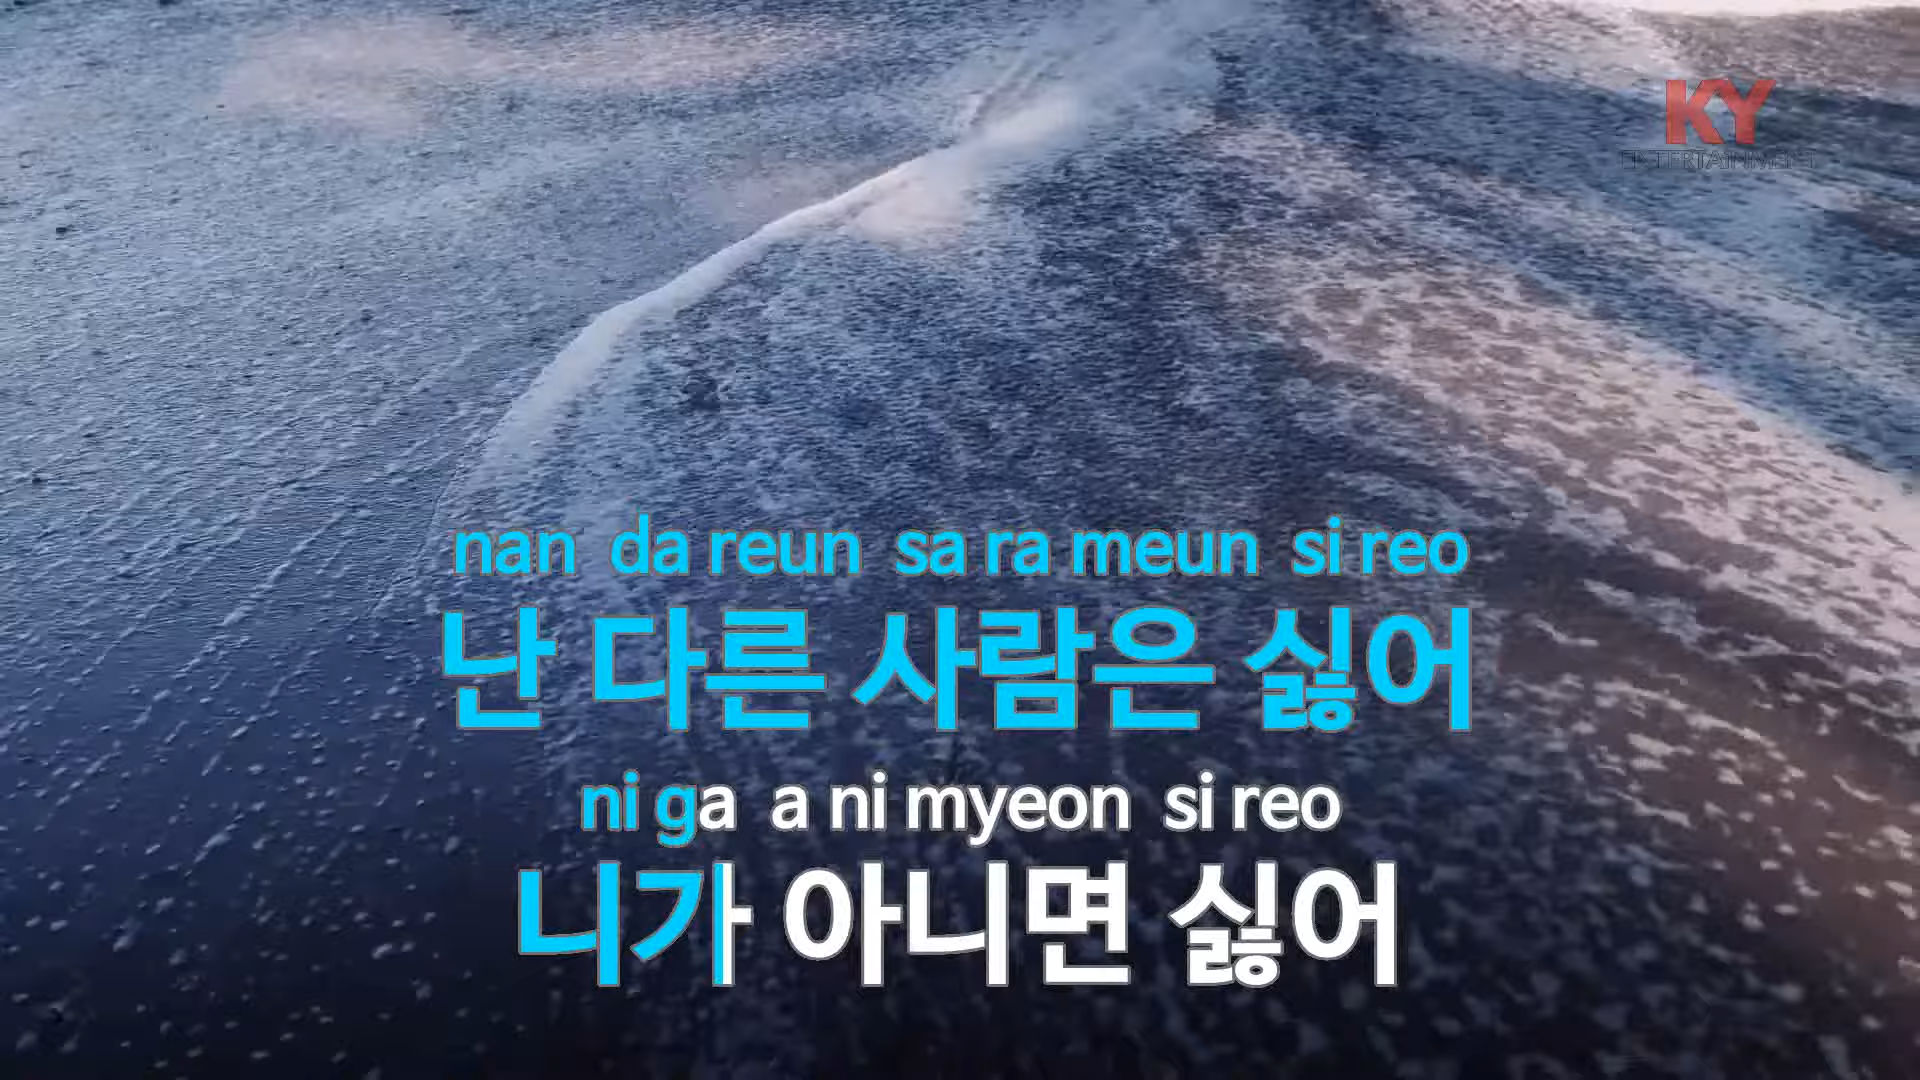 KY
ENTERTAINMENT
nan da reun sa ra meun si reo
난 다른 사람은 싫어
ni ga a ni myeon si reo
니가 아니면 싫어